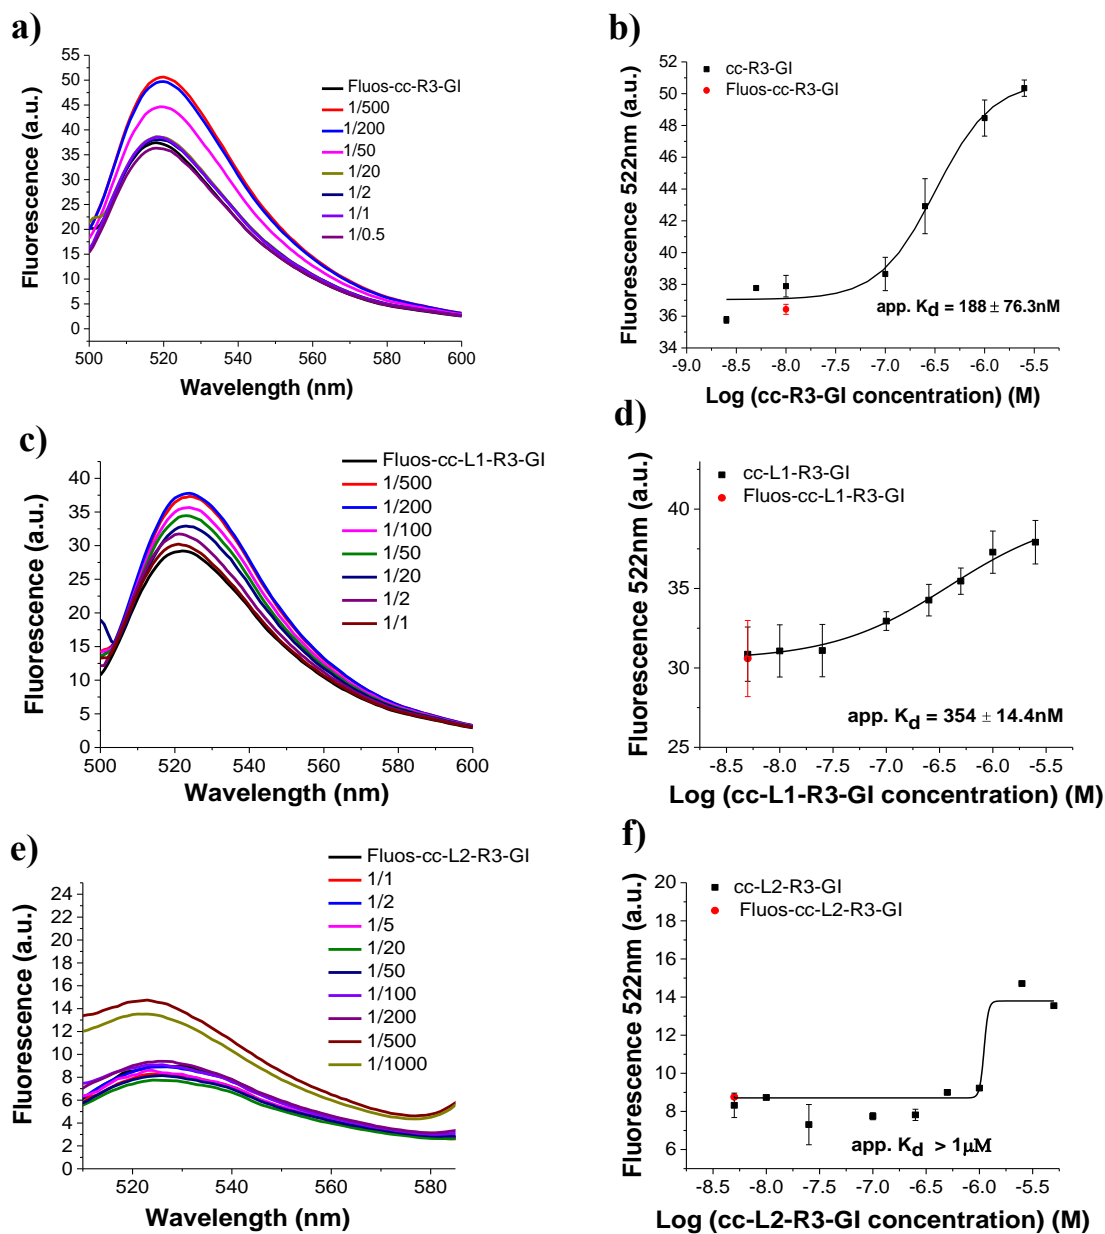 a)
Fluorescence (a.u.)
55
50
45
40
35
30
25
20
15
10
5
0
500 520 540 560 580 600
Wavelength (nm)
Fluos-cc-R3-GI
1/500
1/200
1/50
1/20
1/2
1/1
1/0.5
b)
Fluorescence 522nm (a.u.)
52
50
48
46
44
42
40
38
36
34
-9.0 -8.5 -8.0 -7.5 -7.0 -6.5 -6.0 -5.5
Log (cc-R3-GI concentration) (M)
cc-R3-GI
Fluos-cc-R3-GI
app. Kd = 188 ± 76.3nM
c)
Fluorescence (a.u.)
40
35
30
25
20
15
10
5
0
500 520 540 560 580 600
Wavelength (nm)
Fluos-cc-L1-R3-GI
1/500
1/200
1/100
1/50
1/20
1/2
1/1
d)
Fluorescence 522nm (a.u.)
40
35
30
25
-8.5 -8.0 -7.5 -7.0 -6.5 -6.0 -5.5
Log (cc-L1-R3-GI concentration) (M)
cc-L1-R3-GI
Fluos-cc-L1-R3-GI
app. Kd = 354 ± 14.4nM
e)
Fluorescence (a.u.)
24
22
20
18
16
14
12
10
8
6
4
2
0
520 540 560 580
Wavelength (nm)
Fluos-cc-L2-R3-GI
1/1
1/2
1/5
1/20
1/50
1/100
1/200
1/500
1/1000
f)
Fluorescence 522nm (a.u.)
20
18
16
14
12
10
8
6
-8.5 -8.0 -7.5 -7.0 -6.5 -6.0 -5.5
Log (cc-L2-R3-GI concentration) (M)
cc-L2-R3-GI
Fluos-cc-L2-R3-GI
app. Kd > 1μM